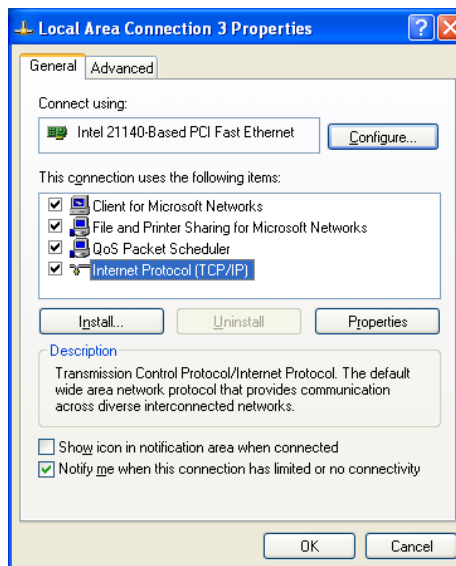 Local Area Connection 3 Properties
General Advanced
Connect using:
Intel 21140-Based PCI Fast Ethernet
Configure...
This connection uses the following items:
Client for Microsoft Networks
File and Printer Sharing for Microsoft Networks
QoS Packet Scheduler
Internet Protocol (TCP/IP)
Install... Uninstall Properties
Description
Transmission Control Protocol/Internet Protocol. The default
wide area network protocol that provides communication
across diverse interconnected networks.
Show icon in notification area when connected
Notify me when this connection has limited or no connectivity
OK Cancel